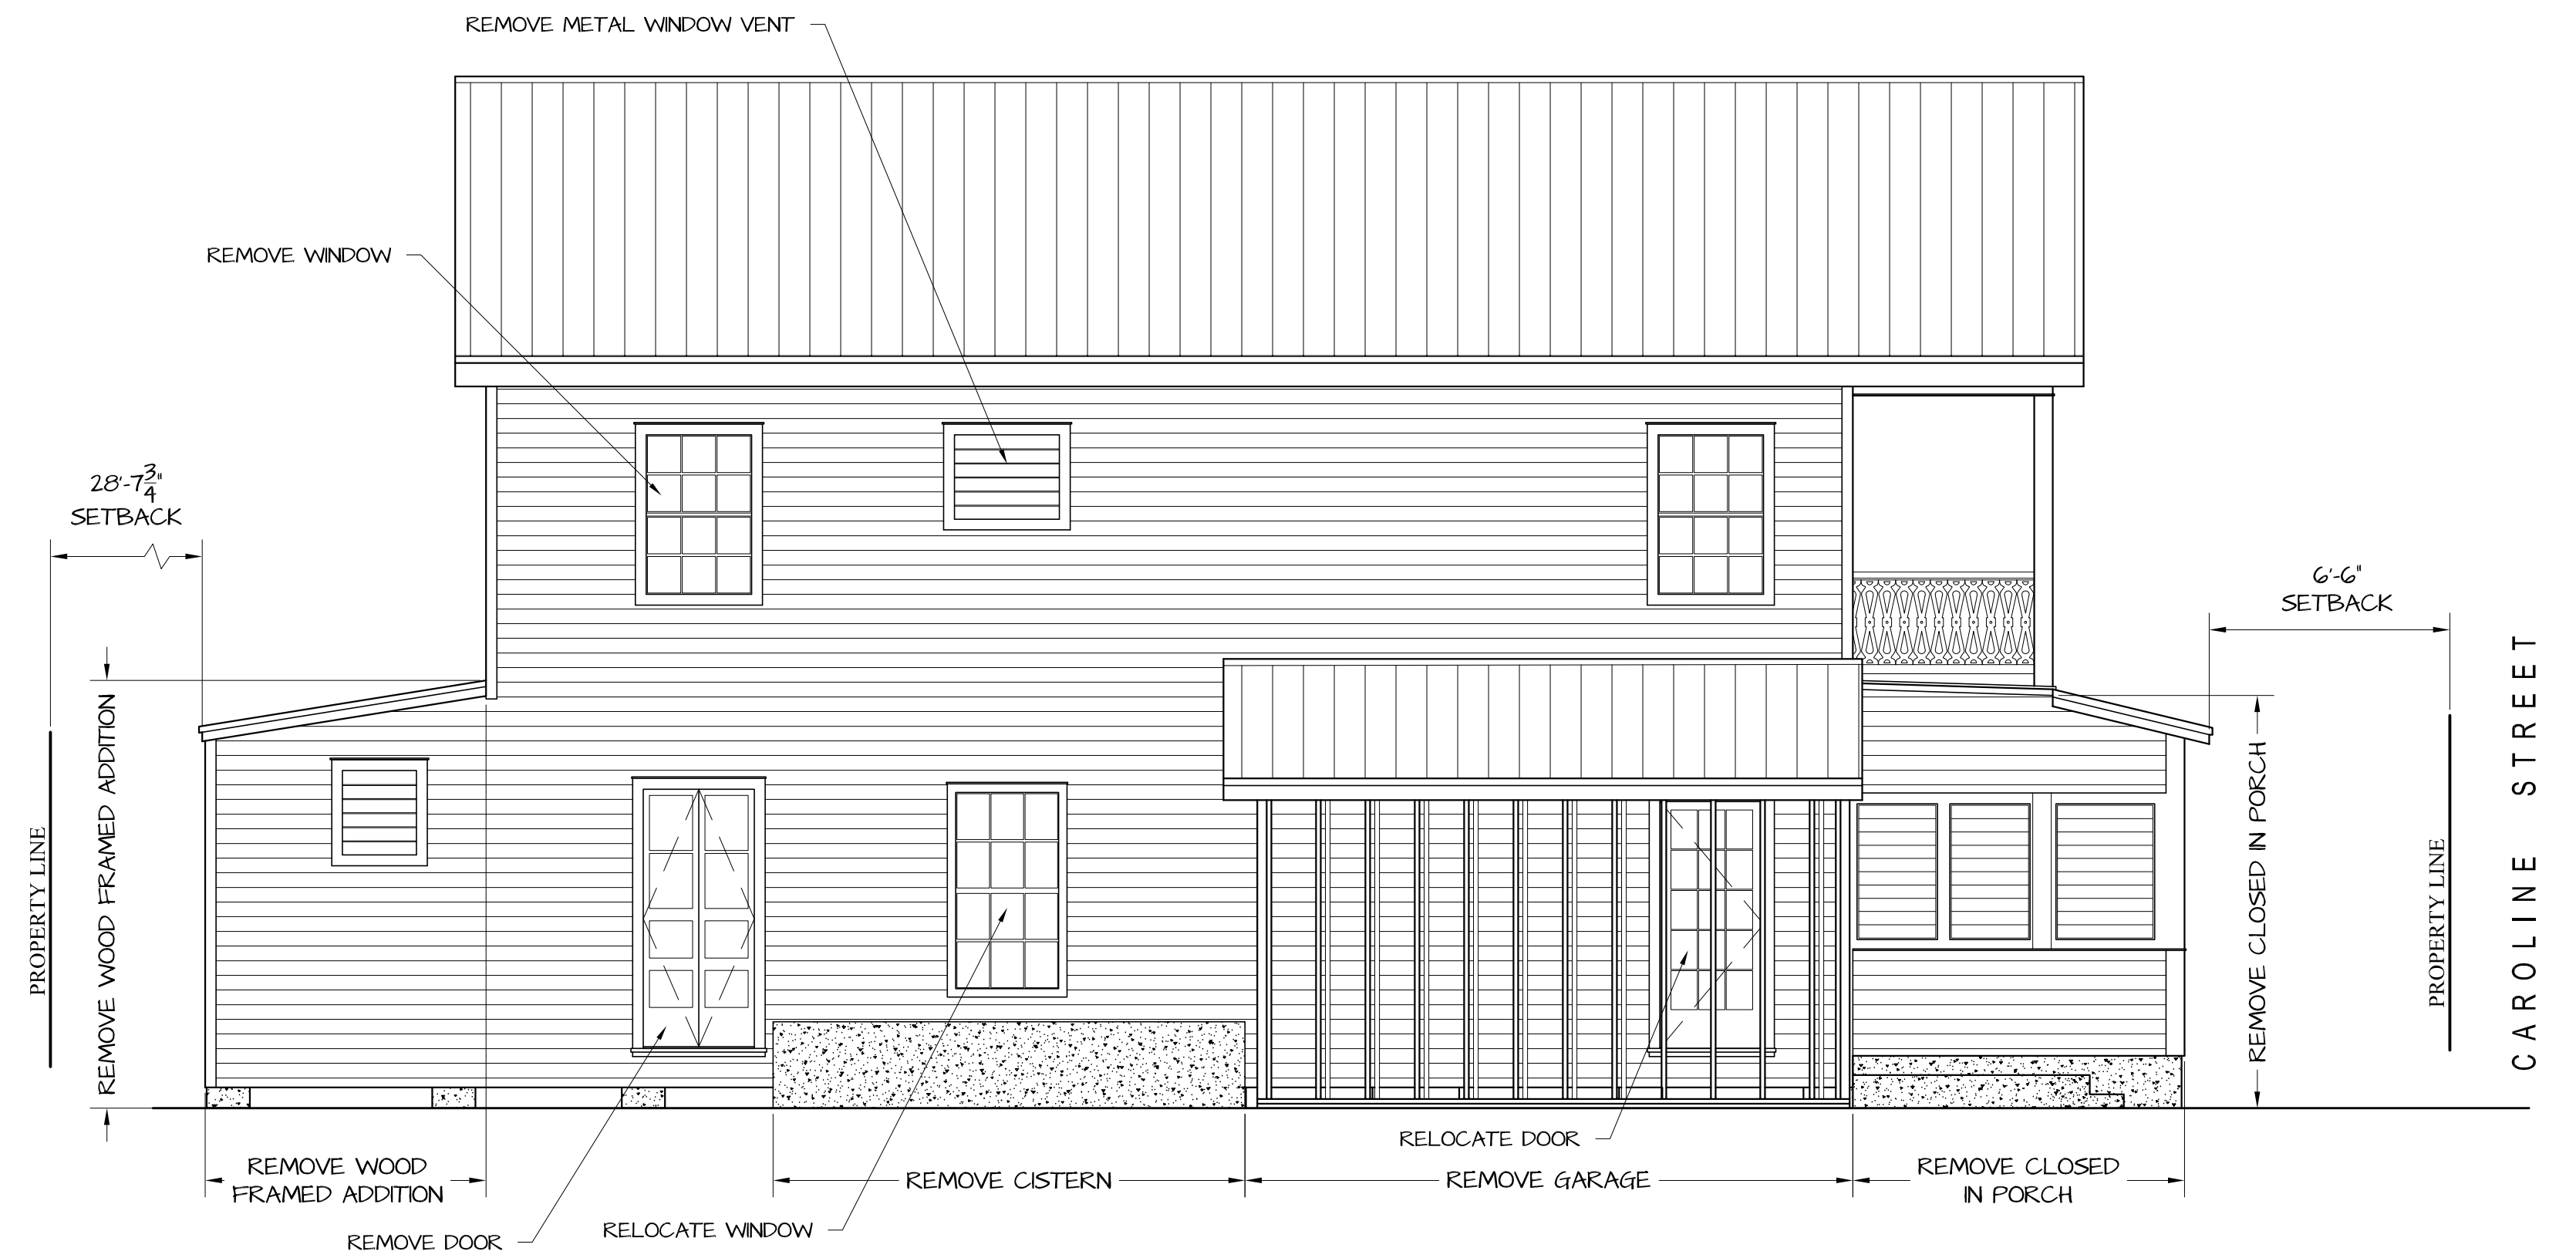 REMOVE METAL WINDOW VENT
REMOVE WINDOW
28'-7 3/4"
SETBACK
6'-6"
SETBACK
PROPERTY LINE
REMOVE WOOD FRAMED ADDITION
REMOVE CLOSED IN PORCH
PROPERTY LINE
CAROLINE STREET
RELOCATE DOOR
REMOVE WOOD
FRAMED ADDITION
REMOVE CISTERN
REMOVE GARAGE
REMOVE CLOSED
IN PORCH
RELOCATE WINDOW
REMOVE DOOR